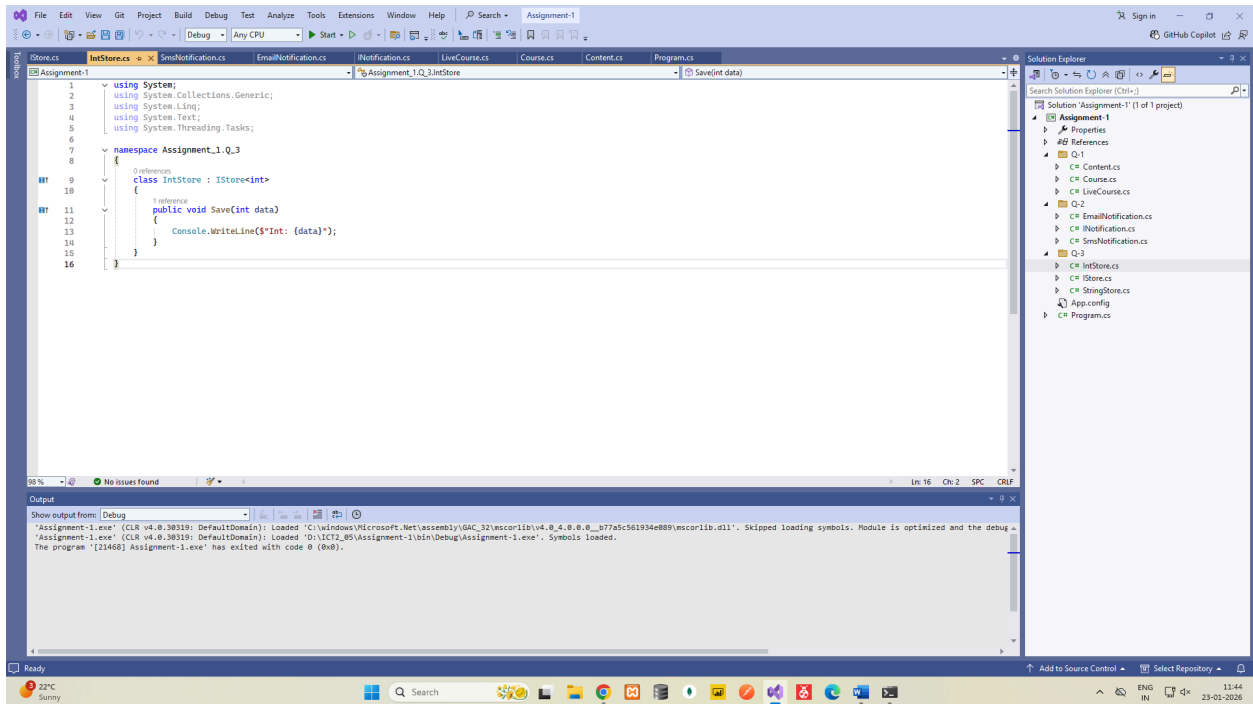 File Edit View Git Project Build Debug Test Analyze Tools Extensions Window Help Search Assignment-1 Sign in
Debug Any CPU Start GitHub Copilot
Toolbox
IStore.cs IntStore.cs SmsNotification.cs EmailNotification.cs INotification.cs LiveCourse.cs Course.cs Content.cs Program.cs
Assignment-1 Assignment_1.Q_3.IntStore Save(int data)
1 using System;
2 using System.Collections.Generic;
3 using System.Linq;
4 using System.Text;
5 using System.Threading.Tasks;
6
7 namespace Assignment_1.Q_3
8 {
0 references
9 class IntStore : IStore<int>
10 {
1 reference
11 public void Save(int data)
12 {
13 Console.WriteLine($"Int: {data}");
14 }
15 }
16 }
98 % No issues found Ln: 16 Ch: 2 SPC CRLF
Output
Show output from: Debug
'Assignment-1.exe' (CLR v4.0.30319: DefaultDomain): Loaded 'C:\windows\Microsoft.Net\assembly\GAC_32\mscorlib\v4.0_4.0.0.0__b77a5c561934e089\mscorlib.dll'. Skipped loading symbols. Module is optimized and the debug
'Assignment-1.exe' (CLR v4.0.30319: DefaultDomain): Loaded 'D:\ICT2_05\Assignment-1\bin\Debug\Assignment-1.exe'. Symbols loaded.
The program '[21468] Assignment-1.exe' has exited with code 0 (0x0).
Solution Explorer
Search Solution Explorer (Ctrl+;)
Solution 'Assignment-1' (1 of 1 project)
Assignment-1
Properties
References
Q-1
C# Content.cs
C# Course.cs
C# LiveCourse.cs
Q-2
C# EmailNotification.cs
C# INotification.cs
C# SmsNotification.cs
Q-3
C# IntStore.cs
C# IStore.cs
C# StringStore.cs
App.config
C# Program.cs
Ready Add to Source Control Select Repository
3 22°C
Sunny
Search
ENG
IN
11:44
23-01-2026